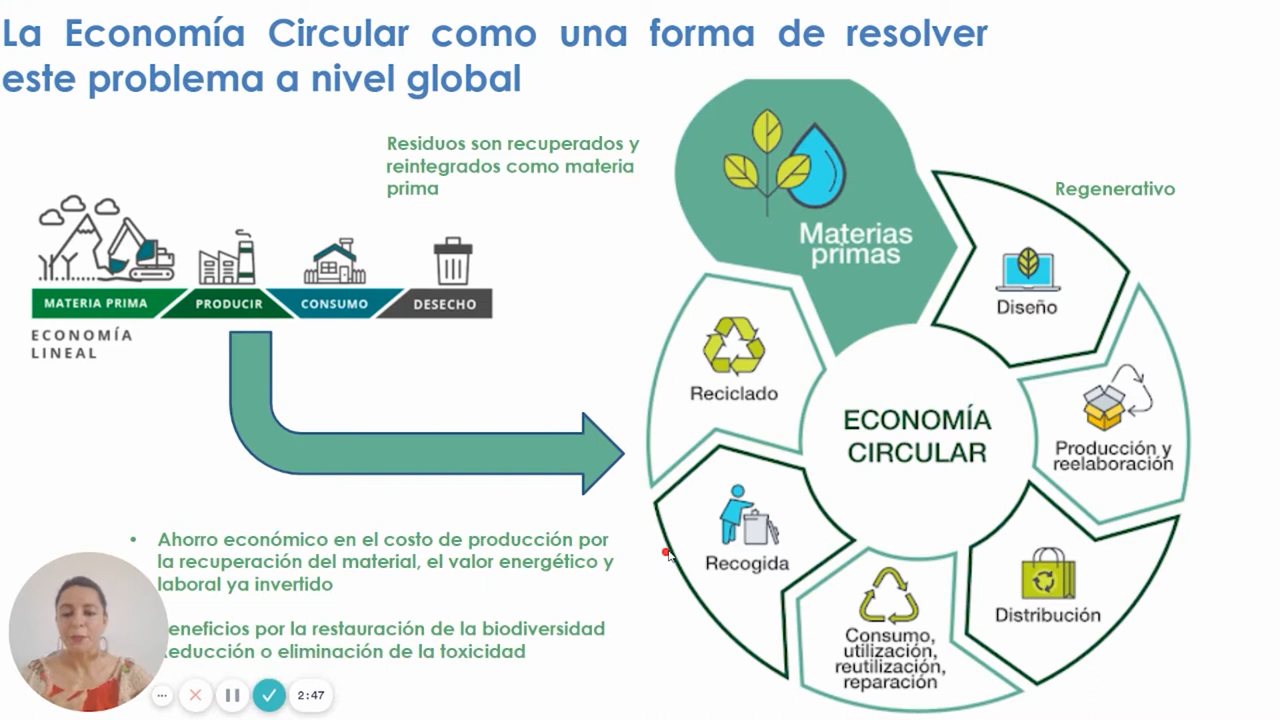 La Economía Circular como una forma de resolver
este problema a nivel global
Residuos son recuperados y
reintegrados como materia
prima
Regenerativo
MATERIA PRIMA
PRODUCIR
CONSUMO
DESECHO
ECONOMÍA
LINEAL
Materias
primas
Diseño
Producción y
reelaboración
Distribución
Consumo,
utilización,
reutilización,
reparación
Recogida
Reciclado
ECONOMÍA
CIRCULAR
• Ahorro económico en el costo de producción por
la recuperación del material, el valor energético y
laboral ya invertido
eneficios por la restauración de la biodiversidad
educción o eliminación de la toxicidad
2:47